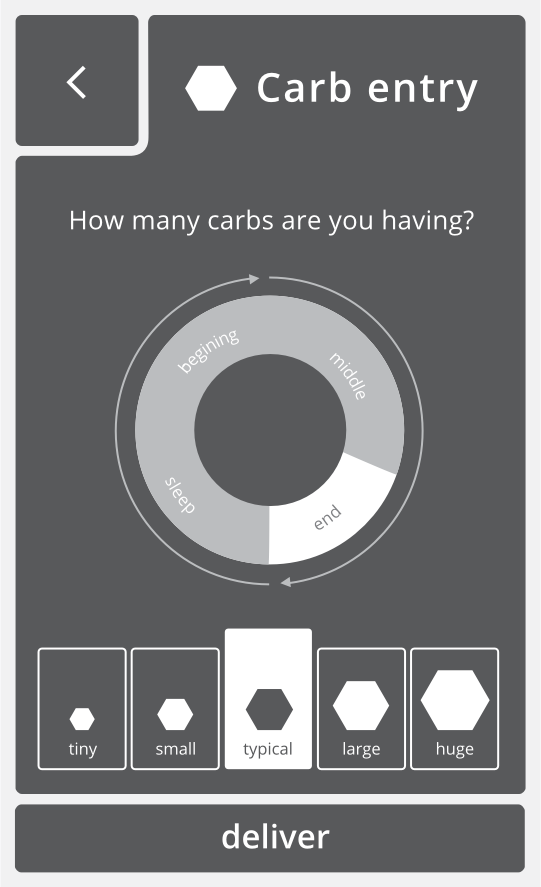 Carb entry
How many carbs are you having?
begining
middle
sleep
end
tiny
small
typical
large
huge
deliver